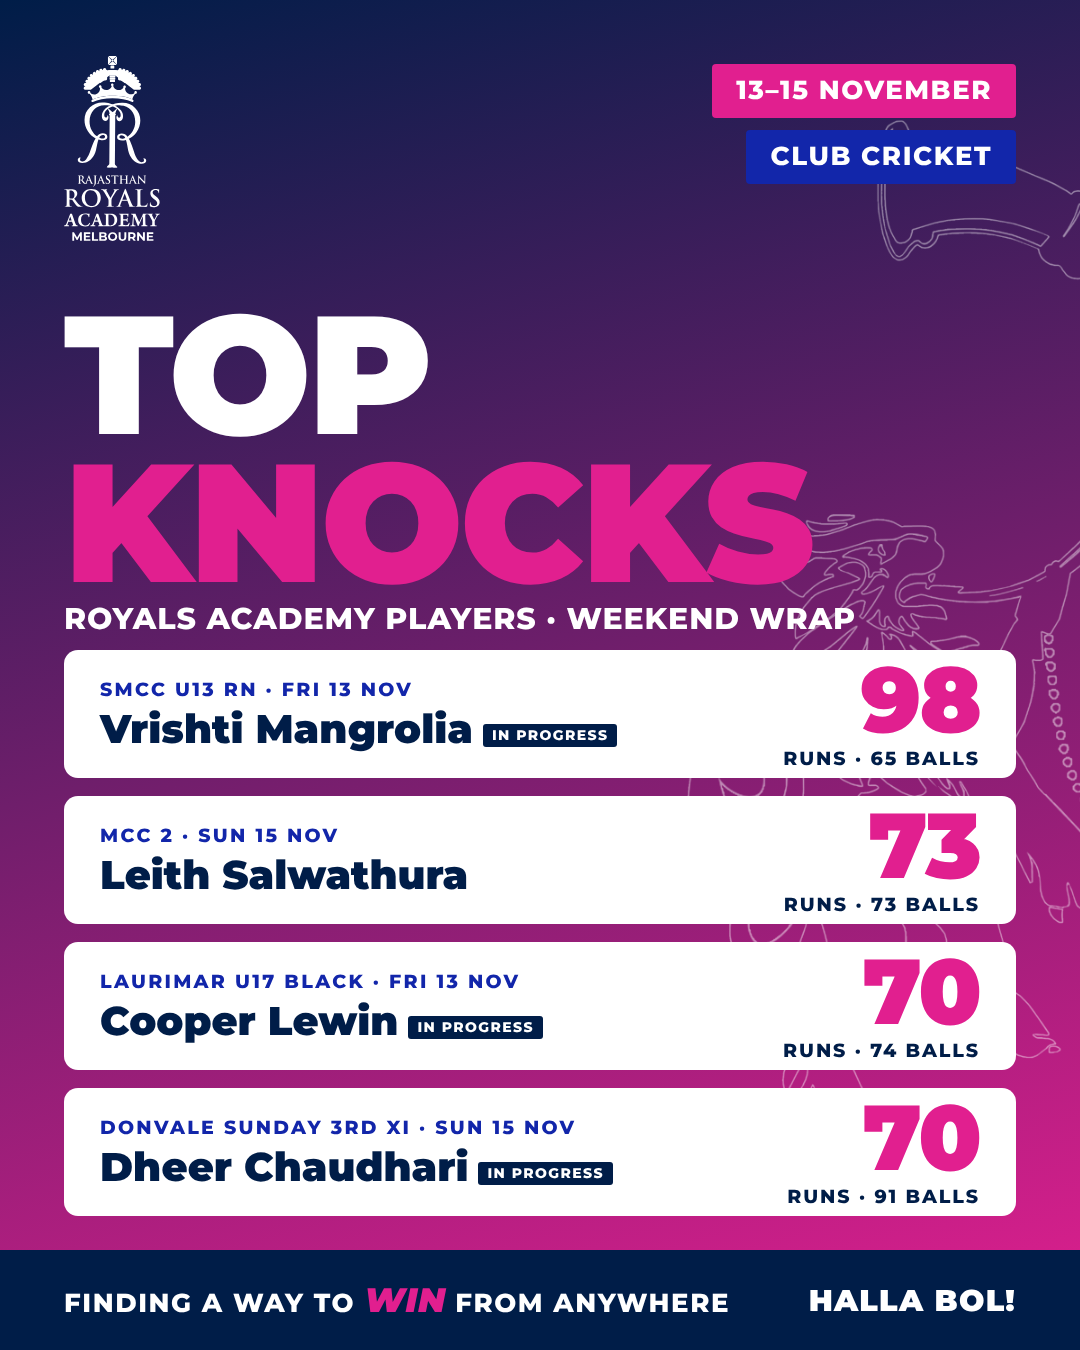 RAJASTHAN
ROYALS
ACADEMY
MELBOURNE
13–15 NOVEMBER
CLUB CRICKET
TOP
KNOCKS
ROYALS ACADEMY PLAYERS · WEEKEND WRAP
SMCC U13 RN · FRI 13 NOV
Vrishti Mangrolia IN PROGRESS
98
RUNS · 65 BALLS
MCC 2 · SUN 15 NOV
Leith Salwathura
73
RUNS · 73 BALLS
LAURIMAR U17 BLACK · FRI 13 NOV
Cooper Lewin IN PROGRESS
70
RUNS · 74 BALLS
DONVALE SUNDAY 3RD XI · SUN 15 NOV
Dheer Chaudhari IN PROGRESS
70
RUNS · 91 BALLS
FINDING A WAY TO WIN FROM ANYWHERE
HALLA BOL!